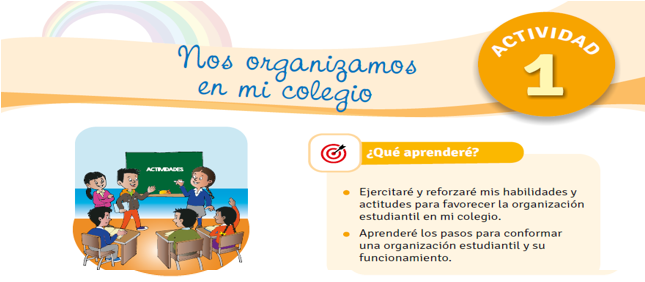 Nos organizamos
en mi colegio
ACTIVIDAD
1
ACTIVIDADES
¿Qué aprenderé?
• Ejercitaré y reforzaré mis habilidades y
actitudes para favorecer la organización
estudiantil en mi colegio.
• Aprenderé los pasos para conformar
una organización estudiantil y su
funcionamiento.